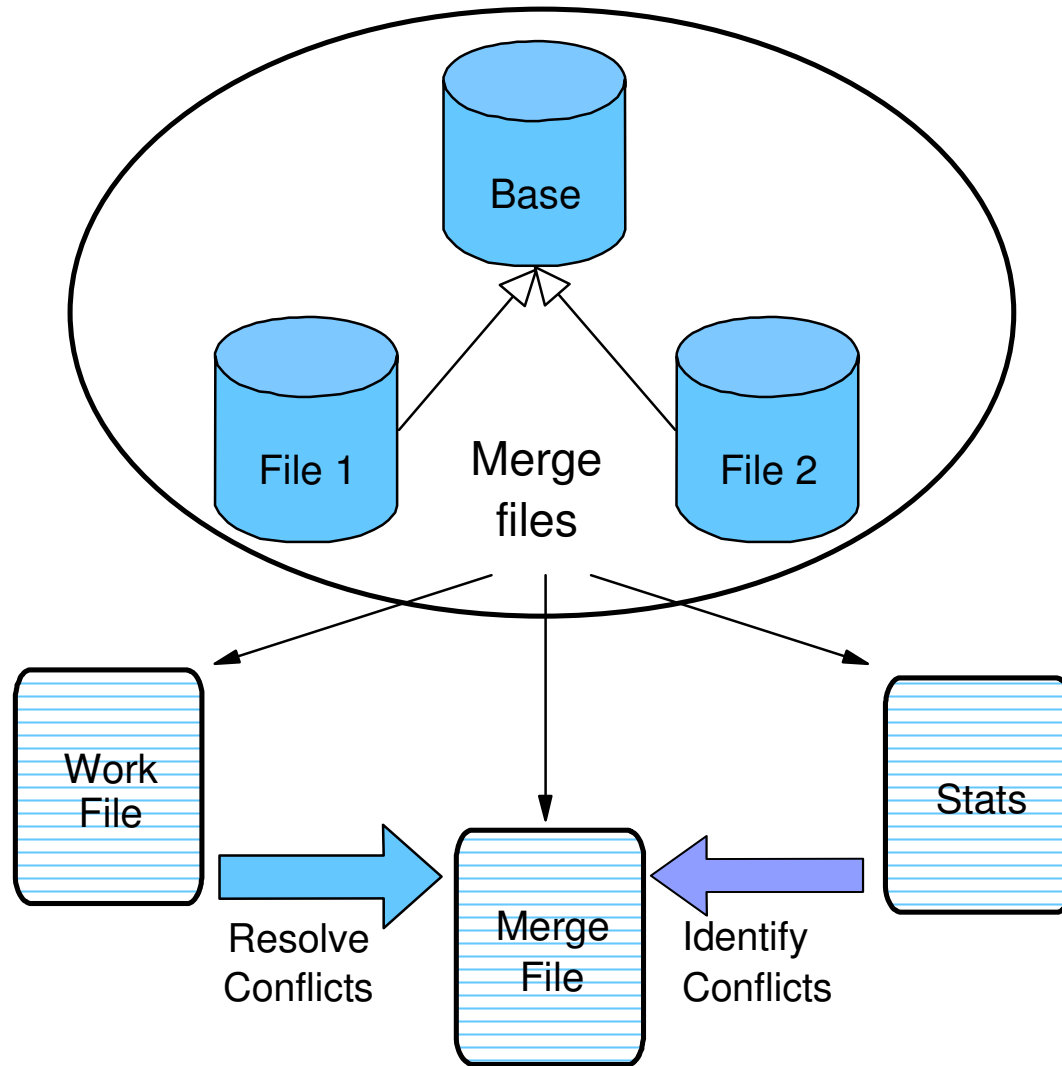 Base
File 1
File 2
Merge
files
Work
File
Stats
Resolve
Conflicts
Merge
File
Identify
Conflicts